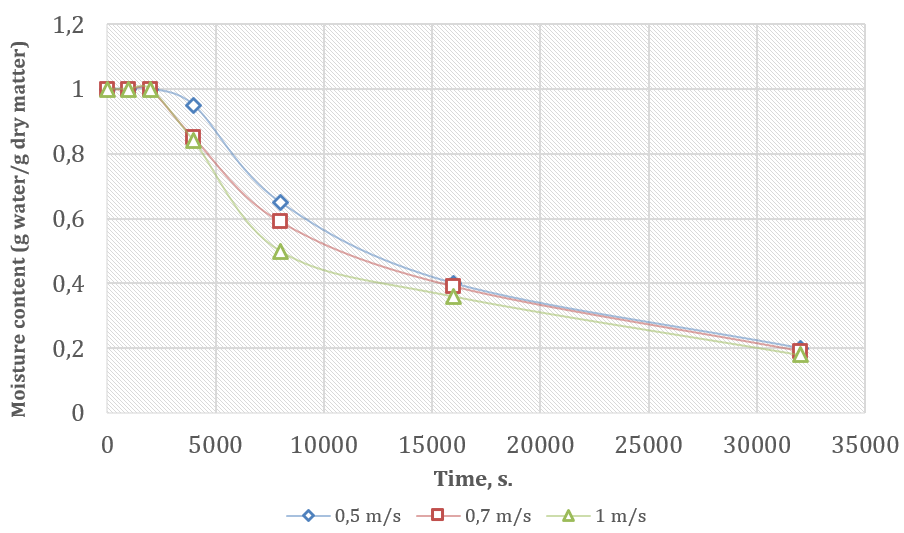 Moisture content (g water/g dry matter)
1,2
1
0,8
0,6
0,4
0,2
0
0 5000 10000 15000 20000 25000 30000 35000
Time, s.
0,5 m/s 0,7 m/s 1 m/s